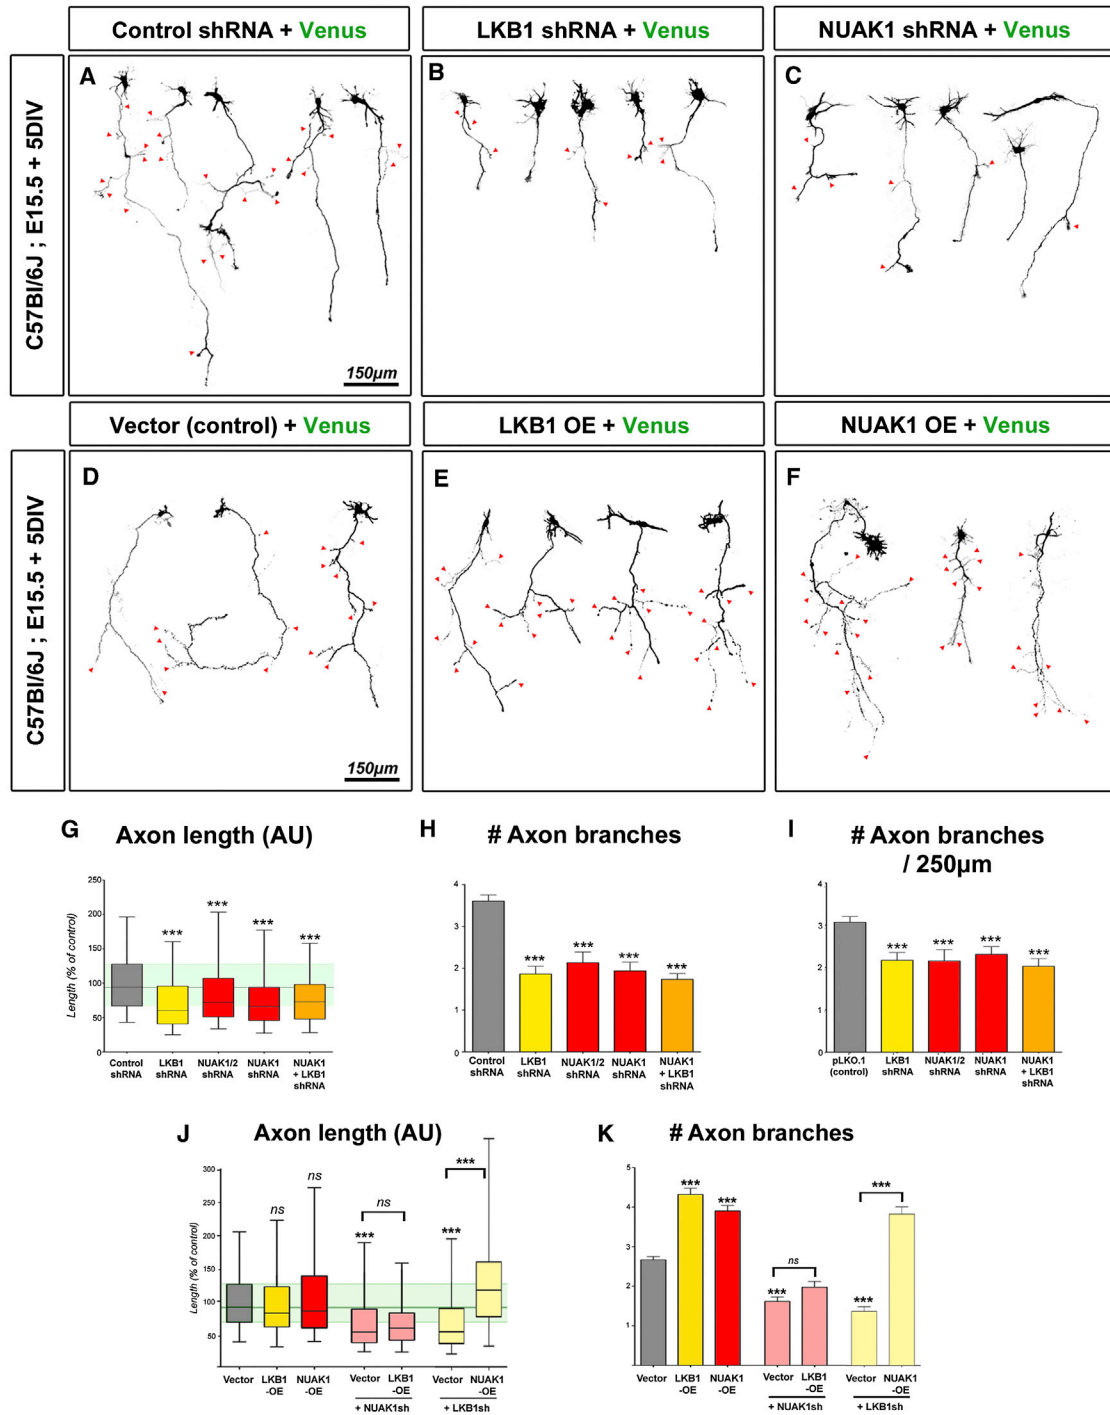 Control shRNA + Venus
LKB1 shRNA + Venus
NUAK1 shRNA + Venus
C57Bl/6J ; E15.5 + 5DIV
A
B
C
150µm
Vector (control) + Venus
LKB1 OE + Venus
NUAK1 OE + Venus
C57Bl/6J ; E15.5 + 5DIV
D
E
F
150µm
G
Axon length (AU)
Length (% of control)
250
200
150
100
50
0
***
***
***
***
Control shRNA
LKB1 shRNA
NUAK1/2 shRNA
NUAK1 shRNA
NUAK1 + LKB1 shRNA
H
# Axon branches
4
3
2
1
0
***
***
***
***
Control shRNA
LKB1 shRNA
NUAK1/2 shRNA
NUAK1 shRNA
NUAK1 + LKB1 shRNA
I
# Axon branches
/ 250µm
4
3
2
1
0
***
***
***
***
pLKO.1 (control)
LKB1 shRNA
NUAK1/2 shRNA
NUAK1 shRNA
NUAK1 + LKB1 shRNA
J
Axon length (AU)
Length (% of control)
300
250
200
150
100
50
ns
ns
***
ns
***
***
Vector
LKB1 -OE
NUAK1 -OE
Vector
LKB1 -OE
+ NUAK1sh
Vector
NUAK1 -OE
+ LKB1sh
K
# Axon branches
5
4
3
2
1
***
***
***
ns
***
***
Vector
LKB1 -OE
NUAK1 -OE
Vector
LKB1 -OE
+ NUAK1sh
Vector
NUAK1 -OE
+ LKB1sh